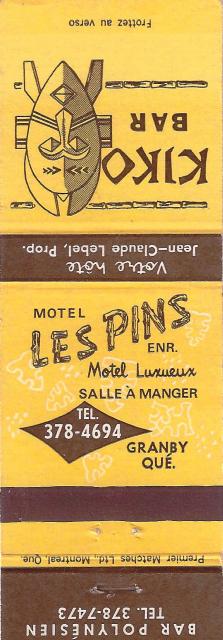 Frottez au verso
KIKO
BAR
Votre hôte
Jean-Claude Lebel, Prop.
MOTEL
LES PINS
ENR.
Motel Luxueux
SALLE À MANGER
TEL.
378-4694
GRANBY
QUÉ.
Premier Matches Ltd. Montreal, Que.
BAR POLYNÉSIEN
TEL. 378-7473